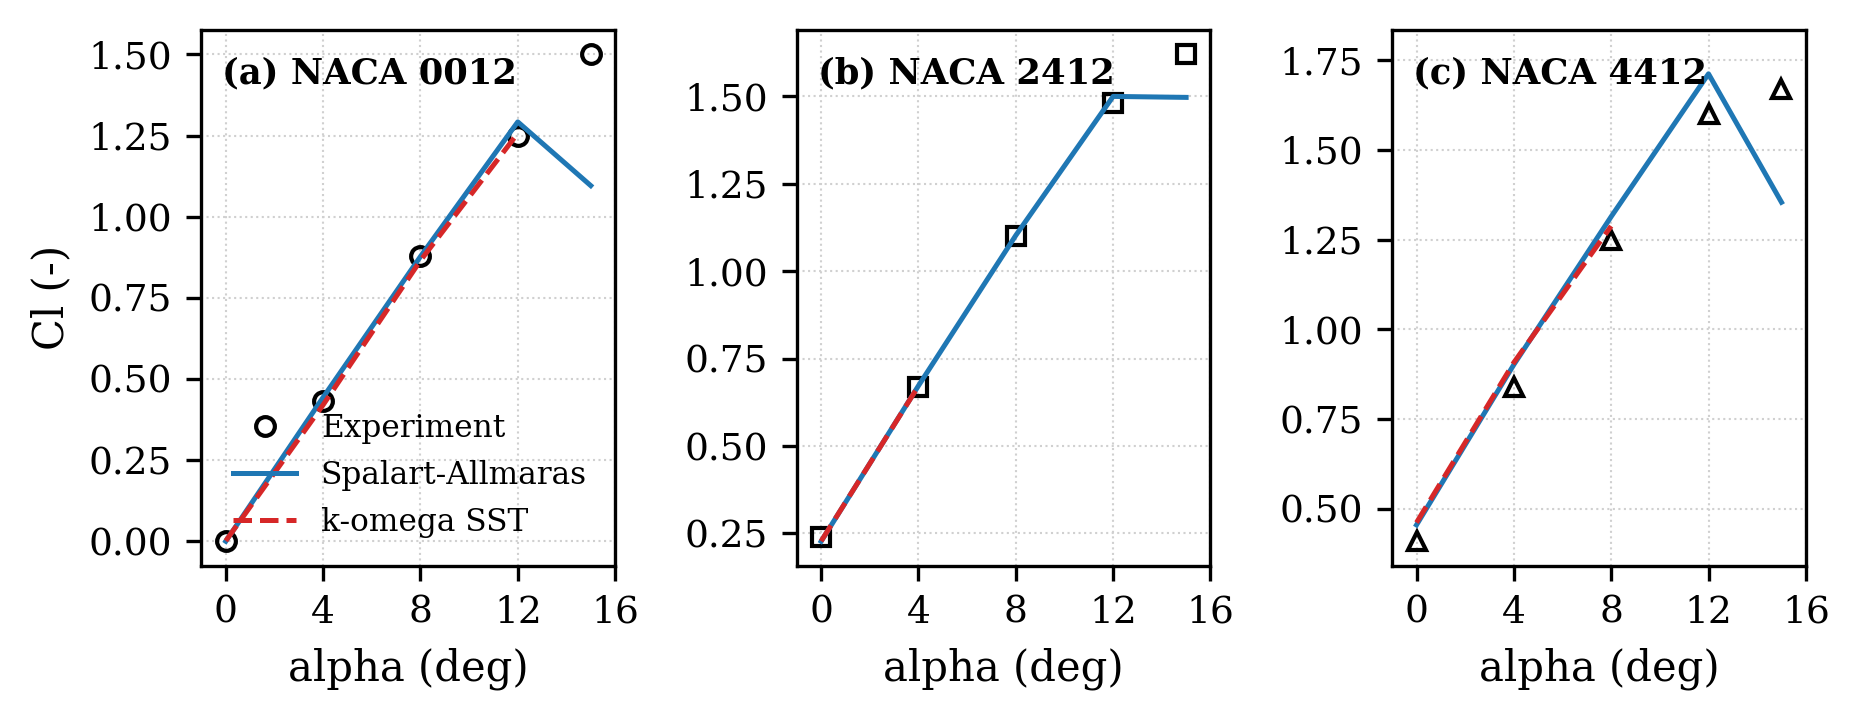 (a) NACA 0012
1.50
1.25
1.00
0.75
0.50
0.25
0.00
Cl (-)
Experiment
Spalart-Allmaras
k-omega SST
0 4 8 12 16
alpha (deg)
(b) NACA 2412
1.50
1.25
1.00
0.75
0.50
0.25
0 4 8 12 16
alpha (deg)
(c) NACA 4412
1.75
1.50
1.25
1.00
0.75
0.50
0 4 8 12 16
alpha (deg)